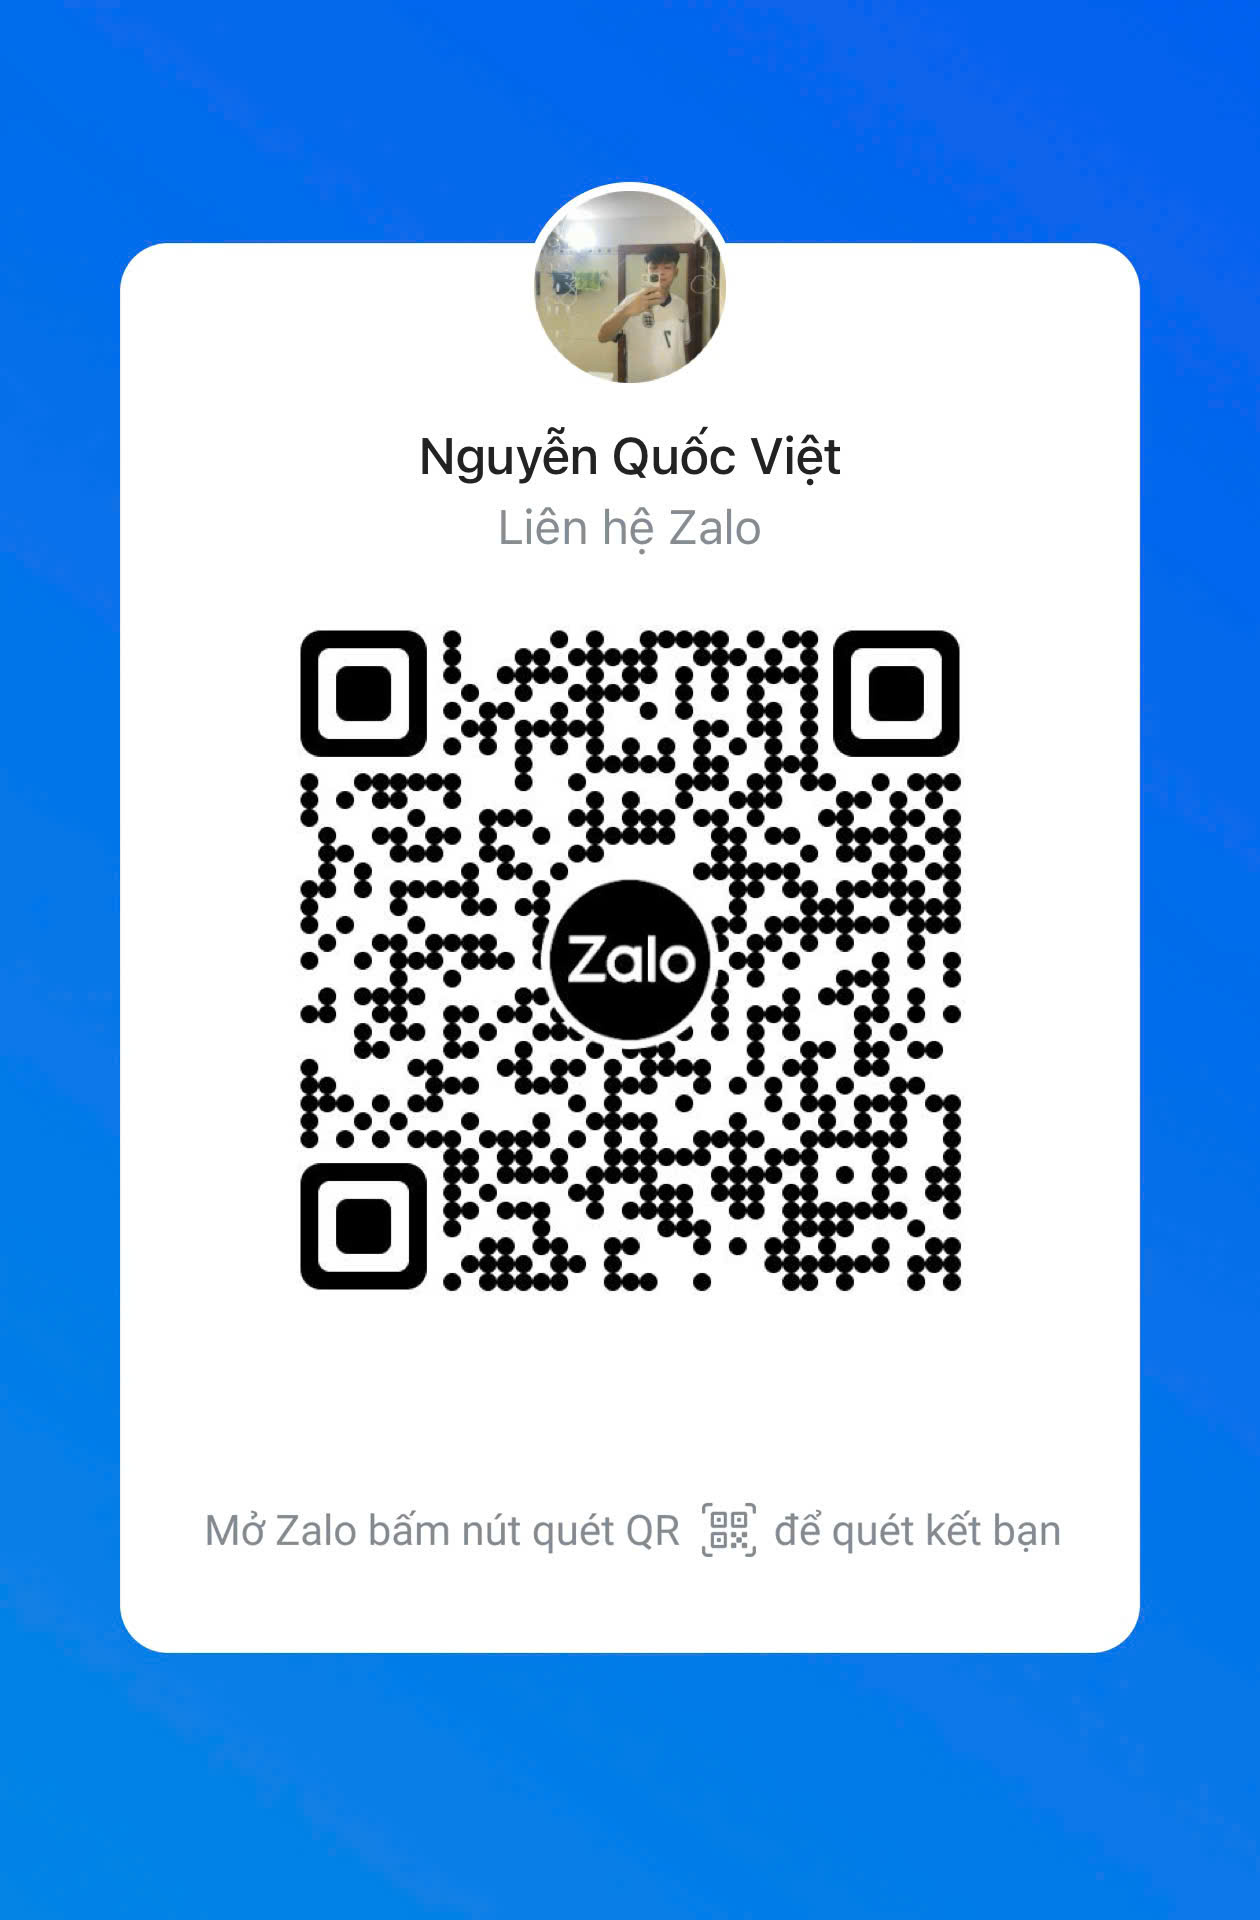 Nguyễn Quốc Việt
Liên hệ Zalo
Zalo
Mở Zalo bấm nút quét QR để quét kết bạn